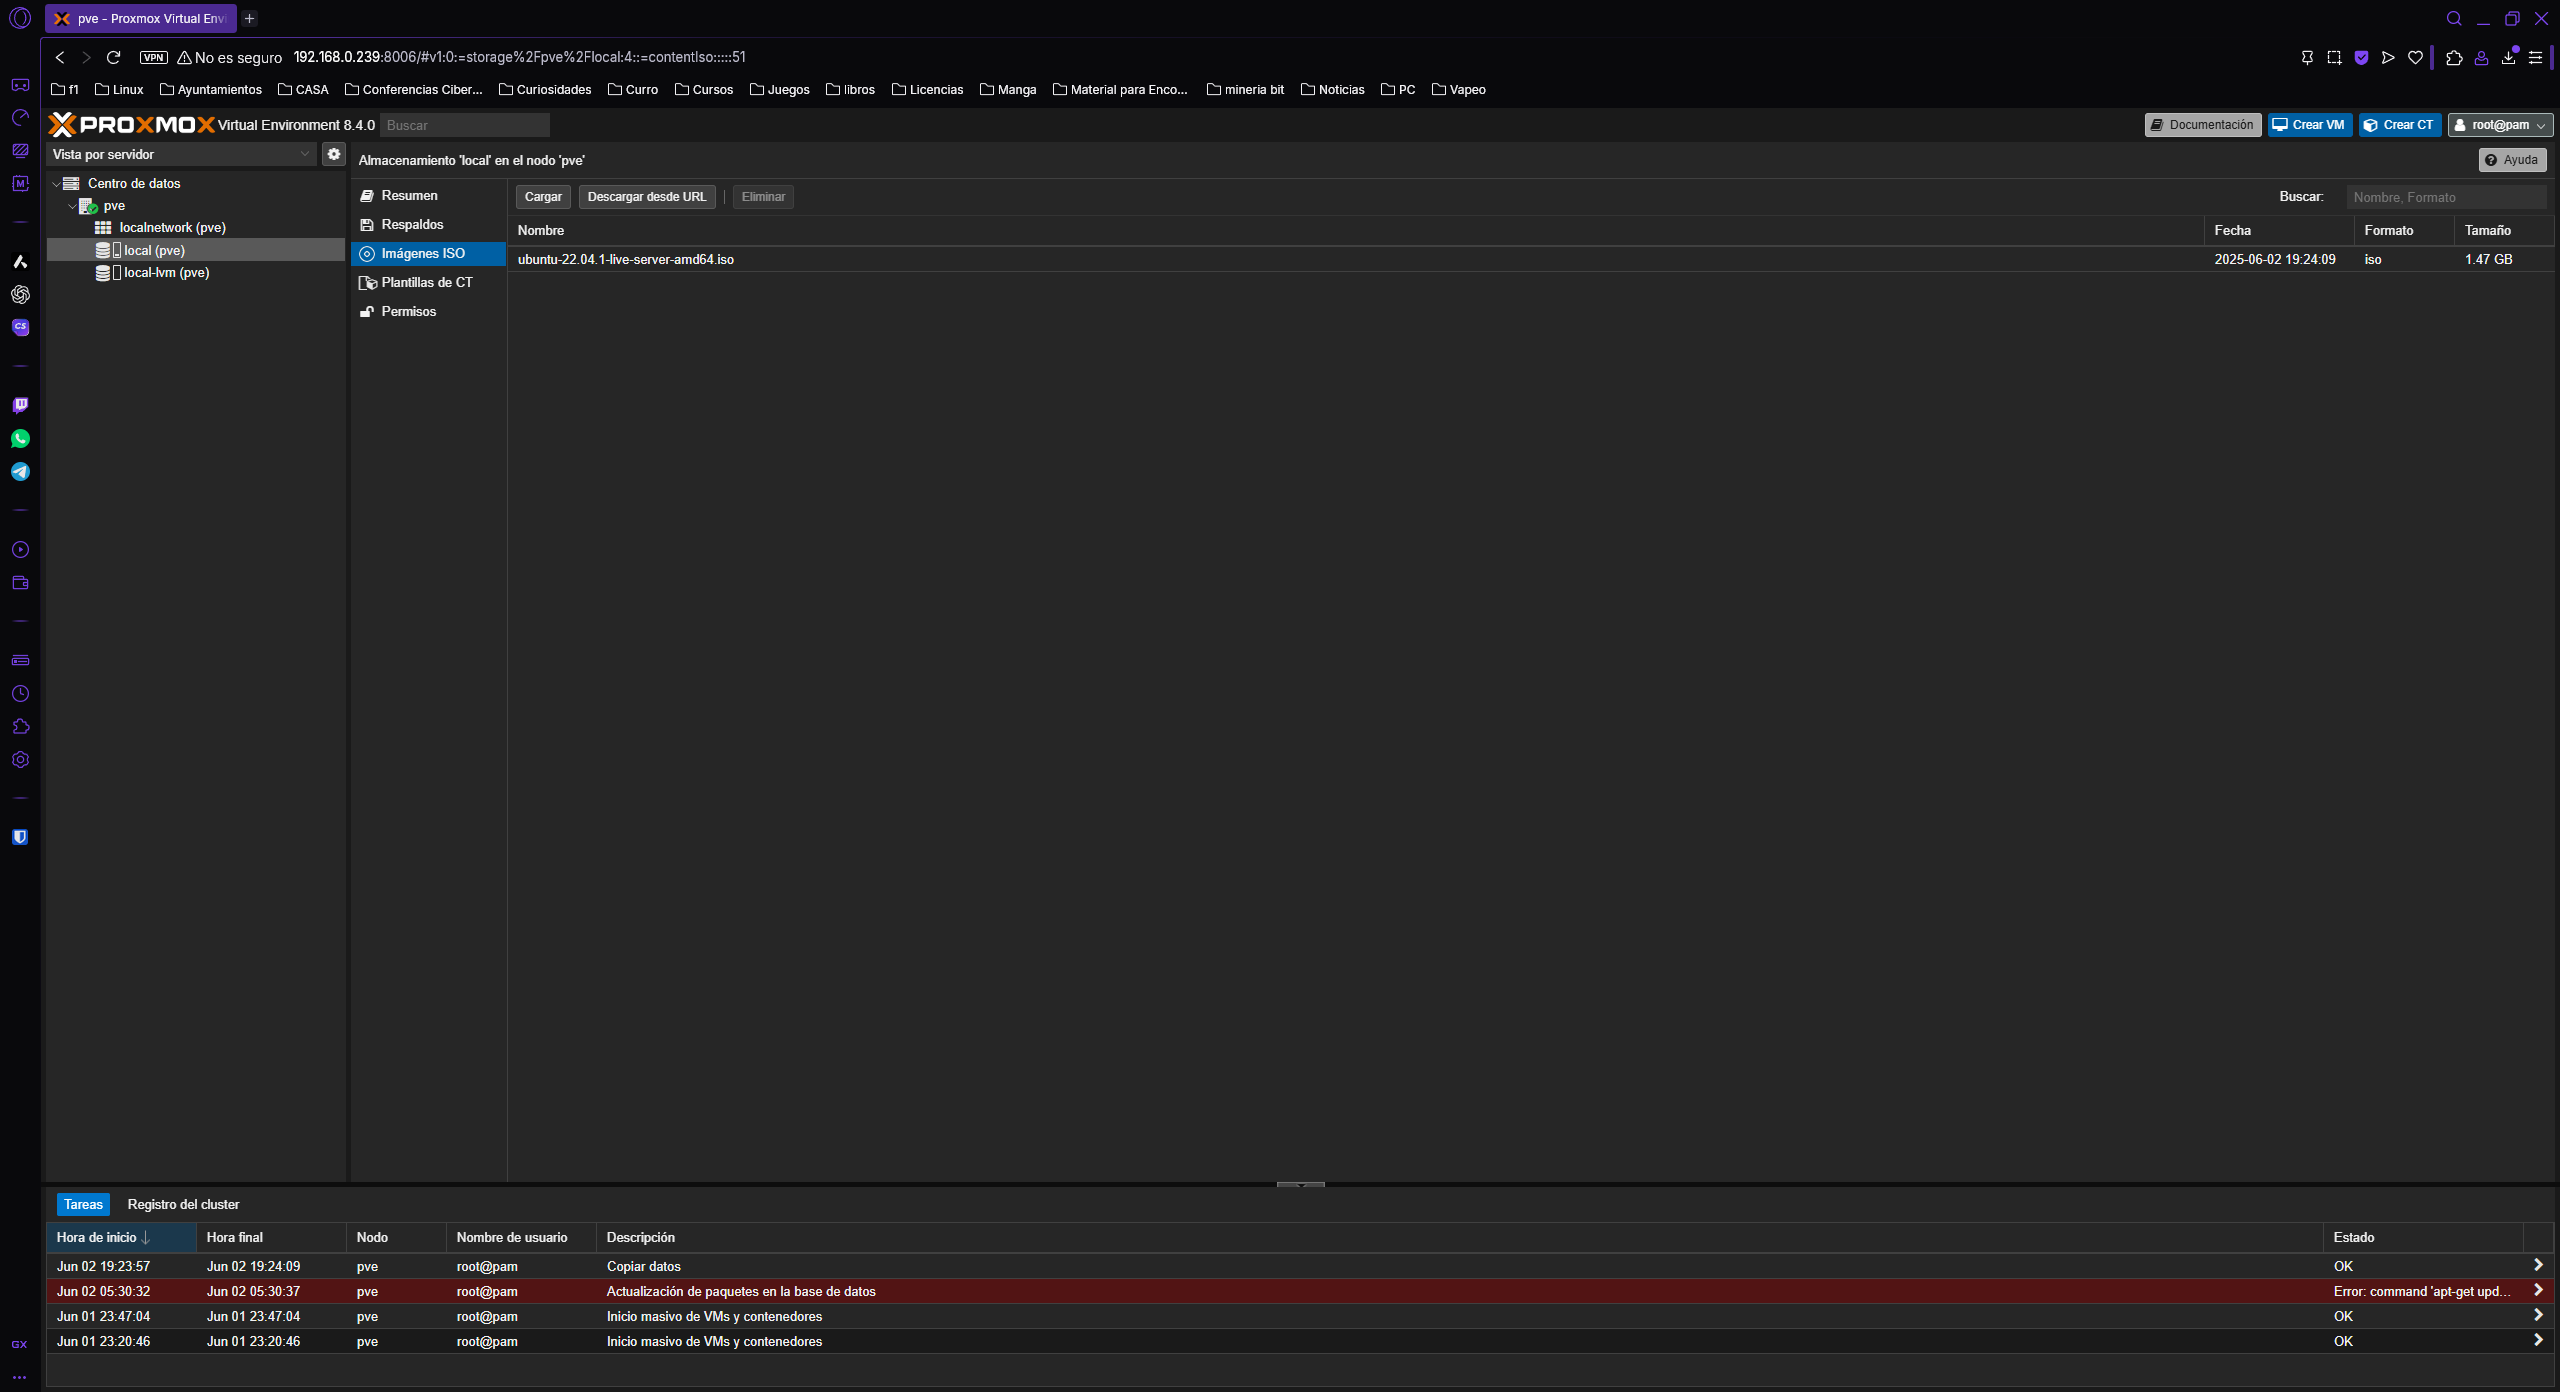 pve - Proxmox Virtual Envi
VPN No es seguro 192.168.0.239:8006/#v1:0:=storage%2Fpve%2Flocal:4::=contentIso:::::51
f1 Linux Ayuntamientos CASA Conferencias Ciber... Curiosidades Curro Cursos Juegos libros Licencias Manga Material para Enco... mineria bit Noticias PC Vapeo
PROXMOX Virtual Environment 8.4.0 Buscar Documentación Crear VM Crear CT root@pam
Vista por servidor
Almacenamiento 'local' en el nodo 'pve' Ayuda
Centro de datos
pve
localnetwork (pve)
local (pve)
local-lvm (pve)
Resumen
Respaldos
Imágenes ISO
Plantillas de CT
Permisos
Cargar Descargar desde URL Eliminar Buscar: Nombre, Formato
Nombre Fecha Formato Tamaño
ubuntu-22.04.1-live-server-amd64.iso 2025-06-02 19:24:09 iso 1.47 GB
M
CS
Tareas Registro del cluster
Hora de inicio Hora final Nodo Nombre de usuario Descripción Estado
Jun 02 19:23:57 Jun 02 19:24:09 pve root@pam Copiar datos OK
Jun 02 05:30:32 Jun 02 05:30:37 pve root@pam Actualización de paquetes en la base de datos Error: command 'apt-get upd...
Jun 01 23:47:04 Jun 01 23:47:04 pve root@pam Inicio masivo de VMs y contenedores OK
Jun 01 23:20:46 Jun 01 23:20:46 pve root@pam Inicio masivo de VMs y contenedores OK
GX